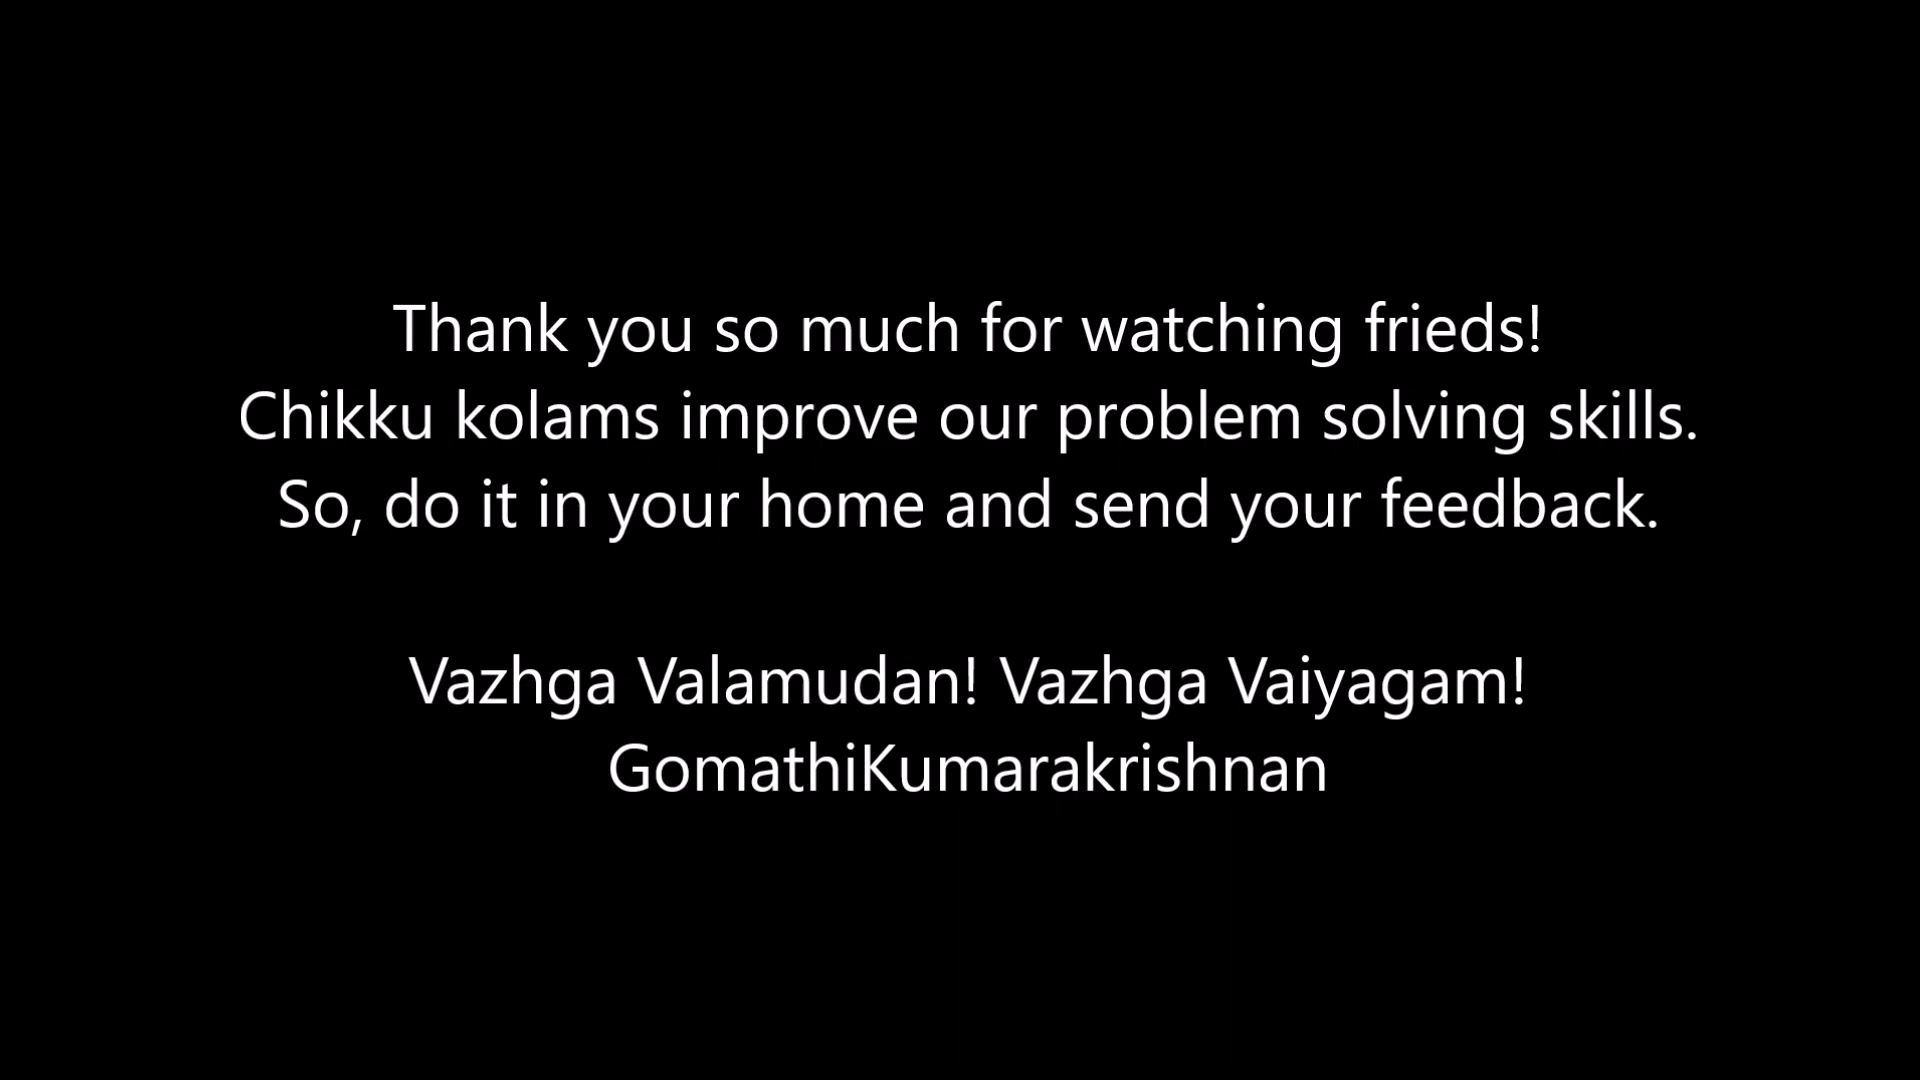 Thank you so much for watching frieds!
Chikku kolams improve our problem solving skills.
So, do it in your home and send your feedback.
Vazhga Valamudan! Vazhga Vaiyagam!
GomathiKumarakrishnan